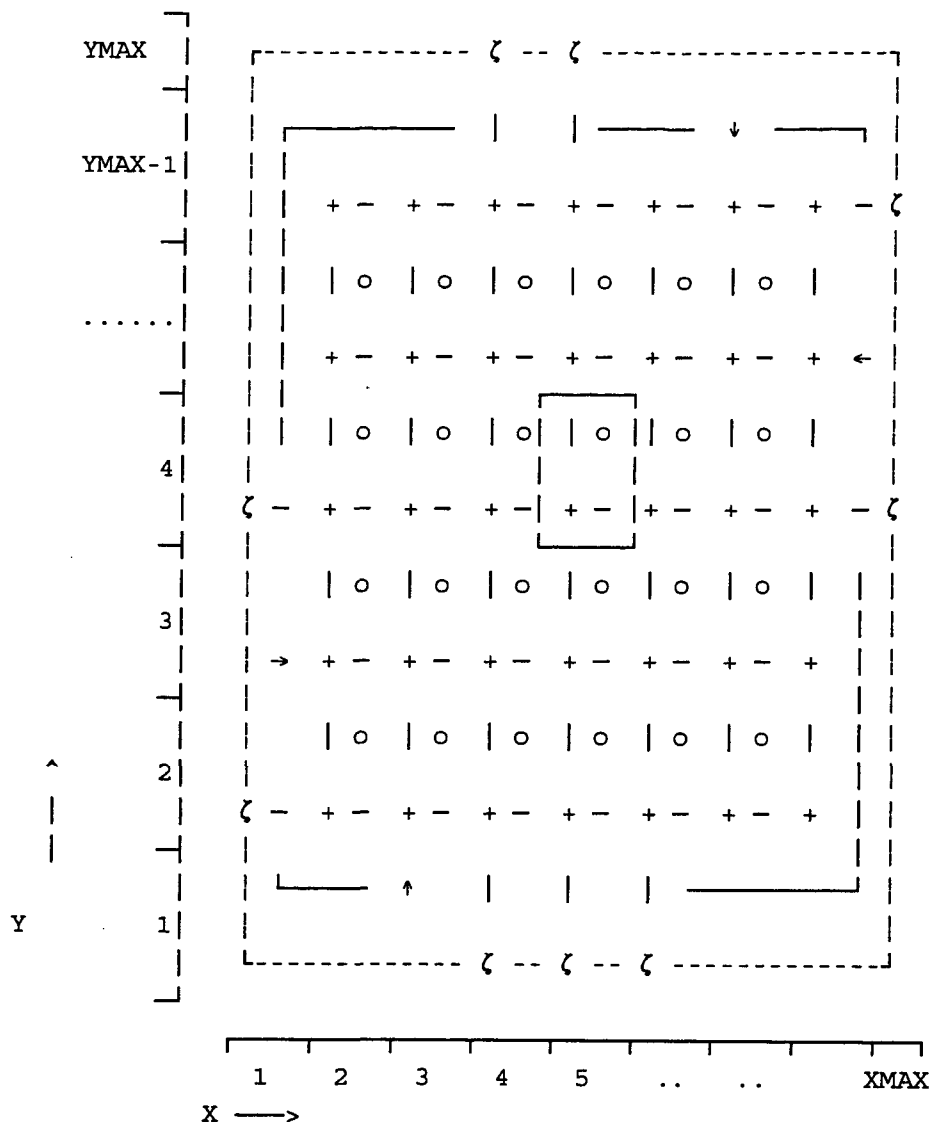 YMAX ζ -- ζ
| | ↓
YMAX-1
+ — + — + — + — + — + — + — ζ
| o | o | o | o | o | o |
......
+ — + — + — + — + — + — + ←
| | o | o | o | o | o | o |
4
ζ — + — + — + — + — + — + — + — ζ
| o | o | o | o | o | o | |
3
→ + — + — + — + — + — + — +
| o | o | o | o | o | o |
^ 2
ζ — + — + — + — + — + — + — +
↑ | | |
Y 1
ζ -- ζ -- ζ
1 2 3 4 5 .. .. XMAX
X —>